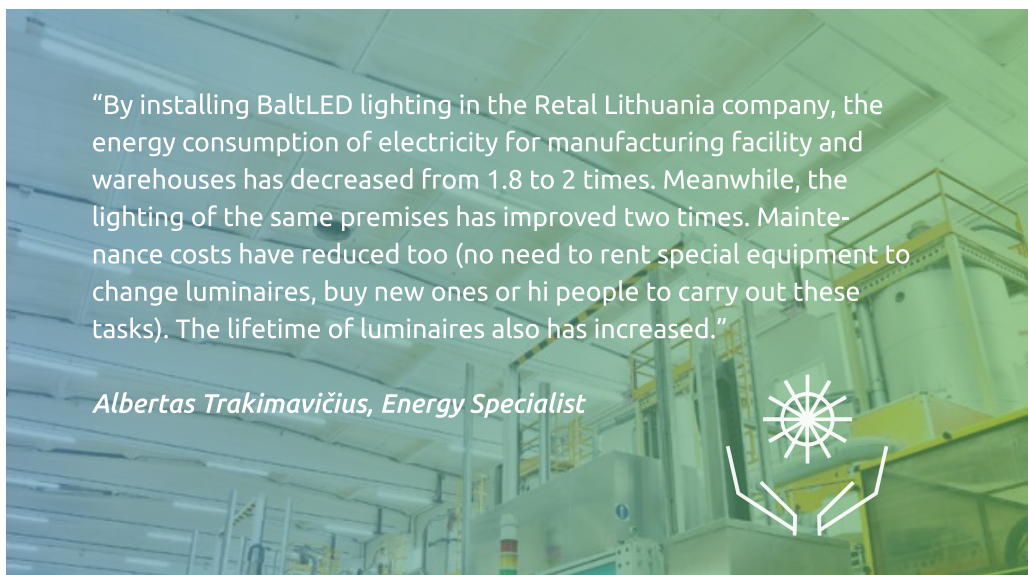 “By installing BaltLED lighting in the Retal Lithuania company, the
energy consumption of electricity for manufacturing facility and
warehouses has decreased from 1.8 to 2 times. Meanwhile, the
lighting of the same premises has improved two times. Mainte-
nance costs have reduced too (no need to rent special equipment to
change luminaires, buy new ones or hi people to carry out these
tasks). The lifetime of luminaires also has increased.”
Albertas Trakimavičius, Energy Specialist